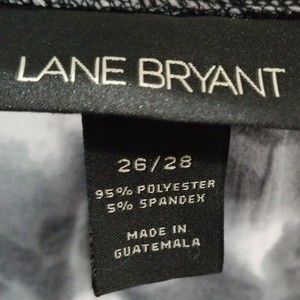 LANE BRYANT
26/28
95% POLYESTER
5% SPANDEX
MADE IN
GUATEMALA